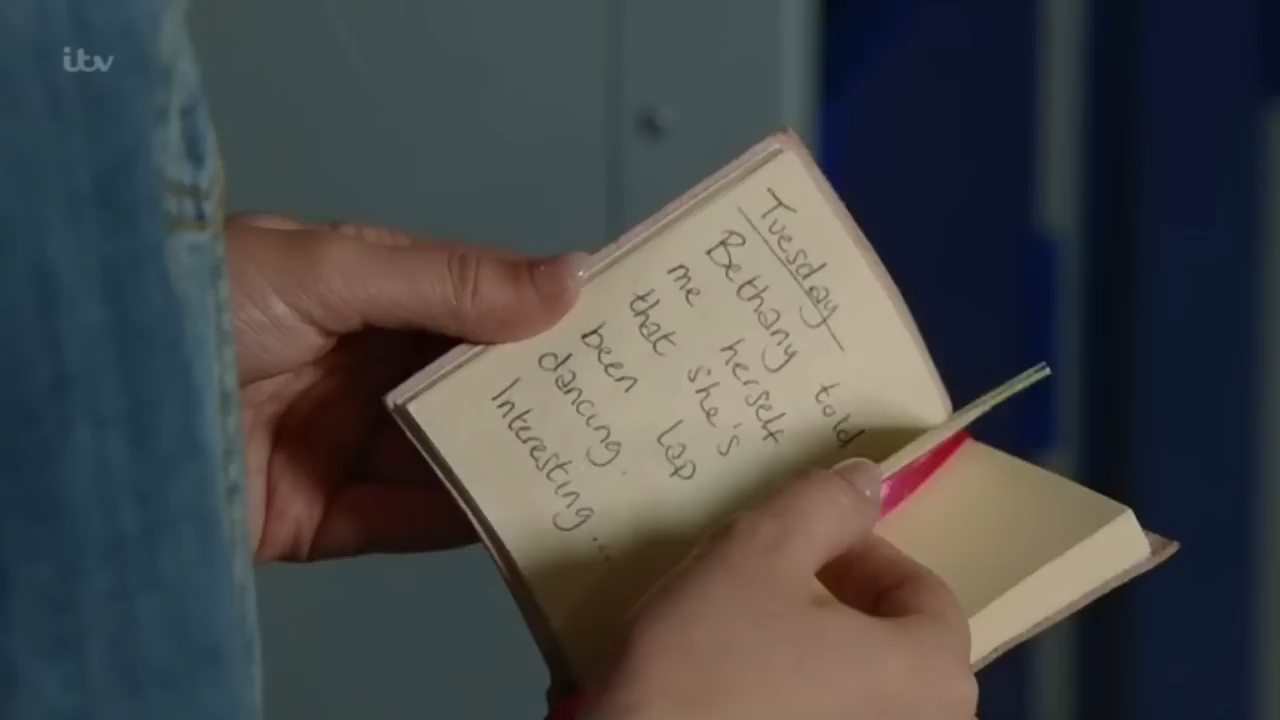 itv
Tuesday
Bethany told
me herself
that she's
been lap
dancing.
Interesting...